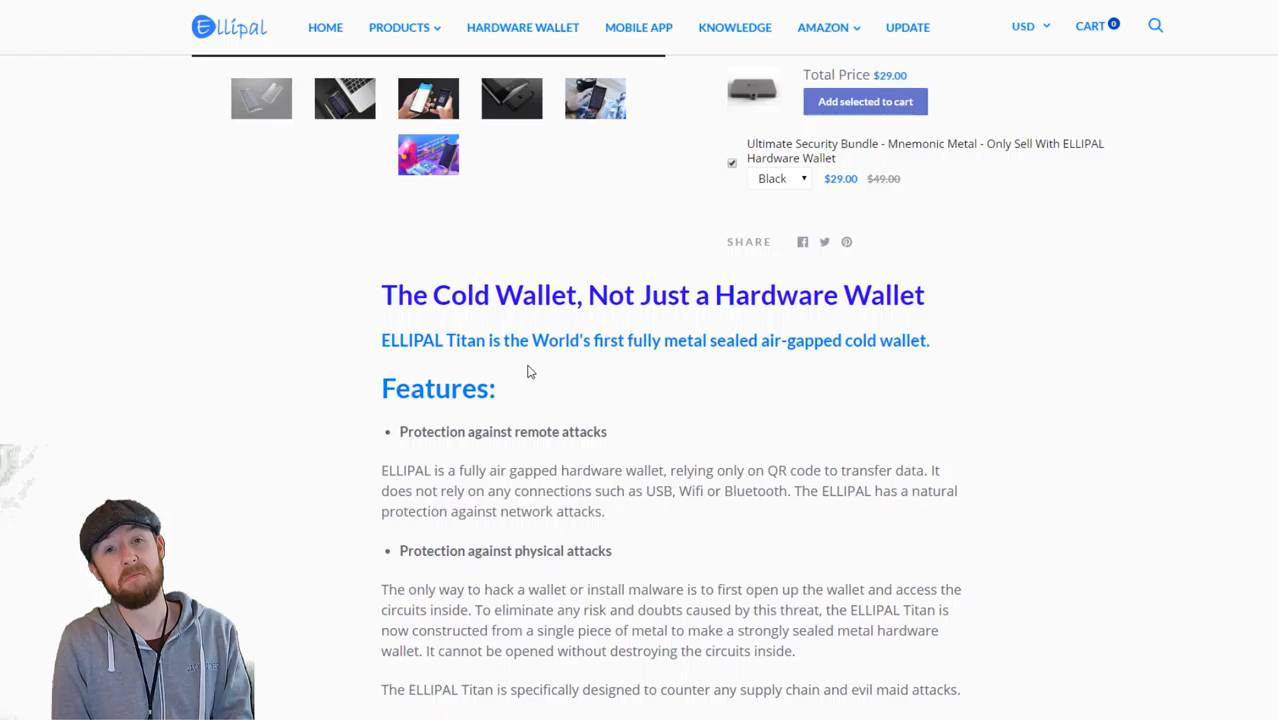 Ellipal
HOME PRODUCTS HARDWARE WALLET MOBILE APP KNOWLEDGE AMAZON UPDATE USD CART 0
Total Price $29.00
Add selected to cart
Ultimate Security Bundle - Mnemonic Metal - Only Sell With ELLIPAL
Hardware Wallet
Black $29.00 $49.00
SHARE
The Cold Wallet, Not Just a Hardware Wallet
ELLIPAL Titan is the World's first fully metal sealed air-gapped cold wallet.
Features:
• Protection against remote attacks
ELLIPAL is a fully air gapped hardware wallet, relying only on QR code to transfer data. It
does not rely on any connections such as USB, Wifi or Bluetooth. The ELLIPAL has a natural
protection against network attacks.
• Protection against physical attacks
The only way to hack a wallet or install malware is to first open up the wallet and access the
circuits inside. To eliminate any risk and doubts caused by this threat, the ELLIPAL Titan is
now constructed from a single piece of metal to make a strongly sealed metal hardware
wallet. It cannot be opened without destroying the circuits inside.
The ELLIPAL Titan is specifically designed to counter any supply chain and evil maid attacks.